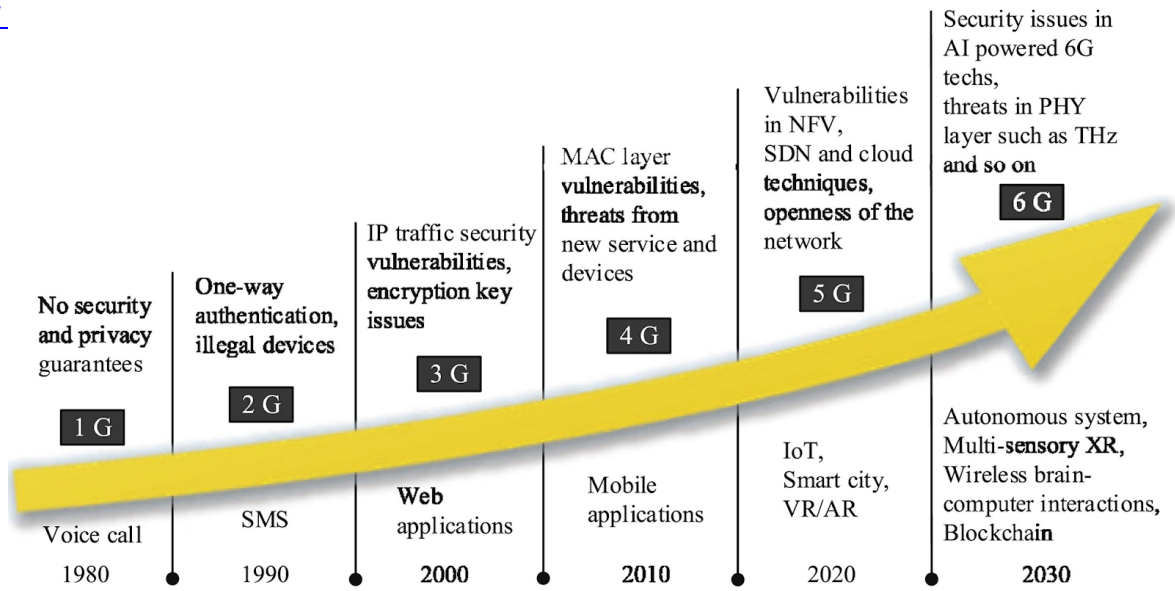 No security
and privacy
guarantees
1 G
Voice call
1980
One-way
authentication,
illegal devices
2 G
SMS
1990
IP traffic security
vulnerabilities,
encryption key
issues
3 G
Web
applications
2000
MAC layer
vulnerabilities,
threats from
new service and
devices
4 G
Mobile
applications
2010
Vulnerabilities
in NFV,
SDN and cloud
techniques,
openness of the
network
5 G
IoT,
Smart city,
VR/AR
2020
Security issues in
AI powered 6G
techs,
threats in PHY
layer such as THz
and so on
6 G
Autonomous system,
Multi-sensory XR,
Wireless brain-
computer interactions,
Blockchain
2030